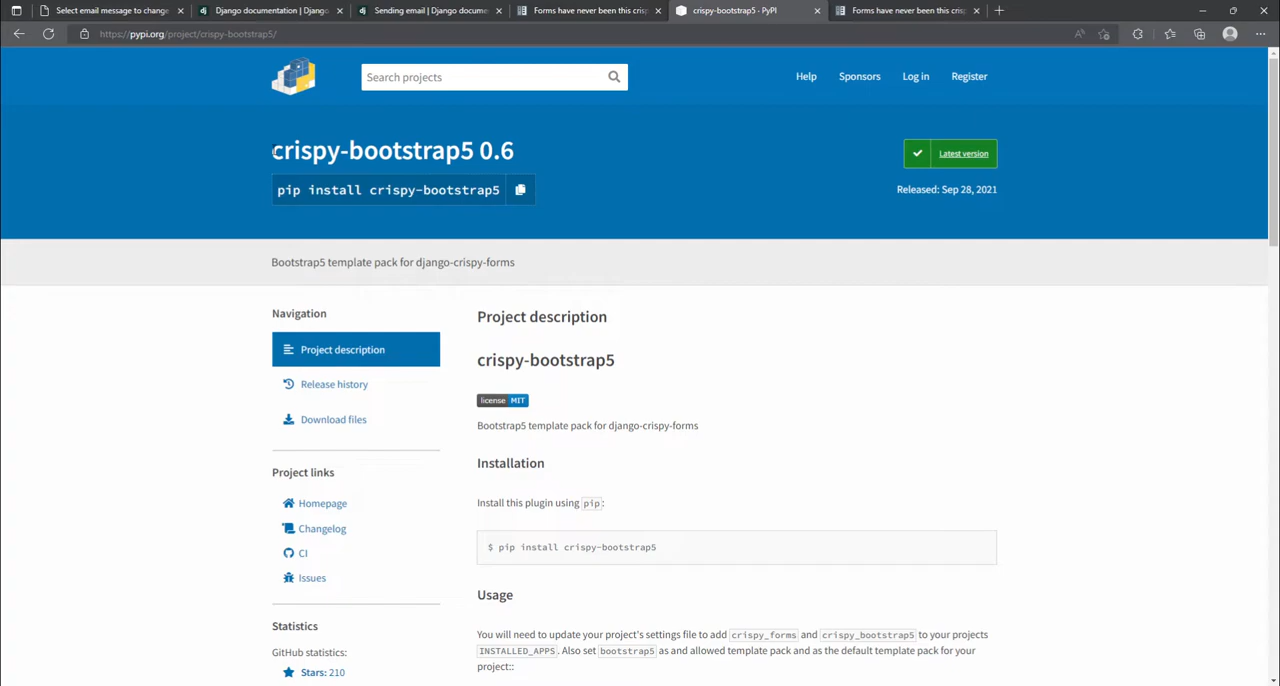 Select email message to change
Django documentation | Django
Sending email | Django documen
Forms have never been this crisp
crispy-bootstrap5 · PyPI
Forms have never been this crisp
https://pypi.org/project/crispy-bootstrap5/
Search projects
Help
Sponsors
Log in
Register
crispy-bootstrap5 0.6
pip install crispy-bootstrap5
Latest version
Released: Sep 28, 2021
Bootstrap5 template pack for django-crispy-forms
Navigation
Project description
Release history
Download files
Project links
Homepage
Changelog
CI
Issues
Statistics
GitHub statistics:
Stars: 210
Project description
crispy-bootstrap5
license MIT
Bootstrap5 template pack for django-crispy-forms
Installation
Install this plugin using pip:
$ pip install crispy-bootstrap5
Usage
You will need to update your project's settings file to add crispy_forms and crispy_bootstrap5 to your projects
INSTALLED_APPS. Also set bootstrap5 as and allowed template pack and as the default template pack for your
project::